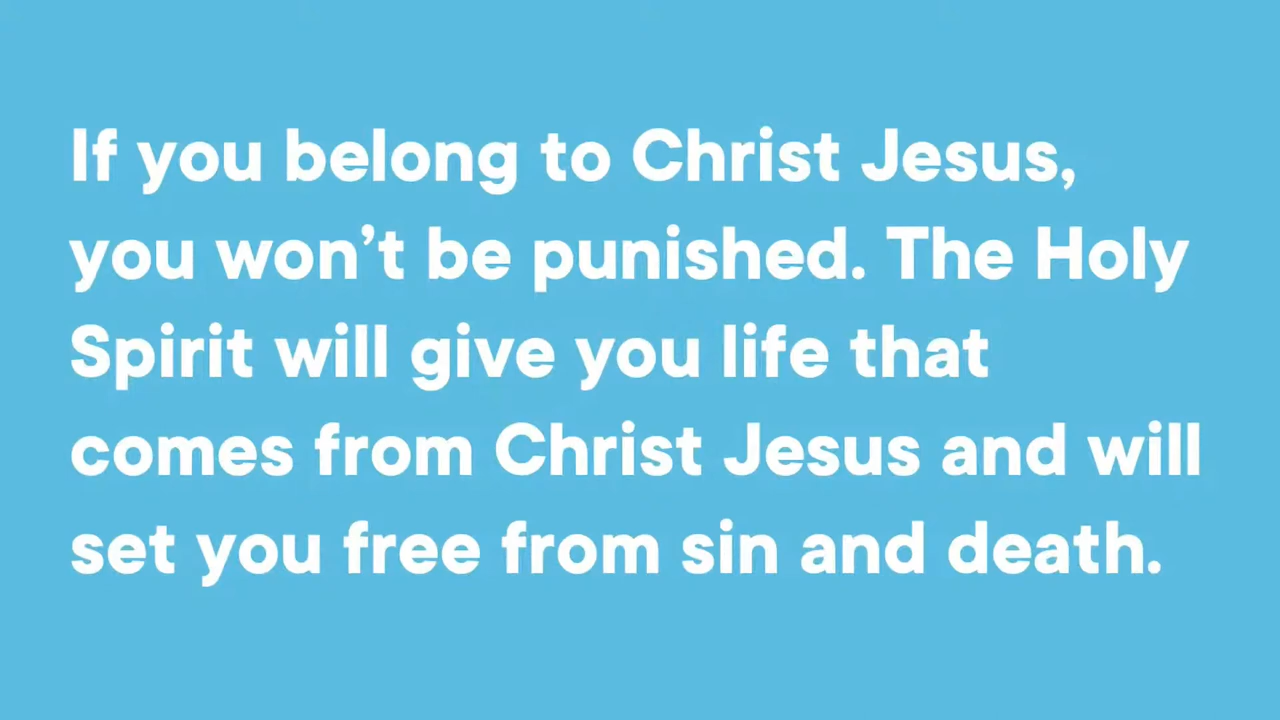 If you belong to Christ Jesus,
you won’t be punished. The Holy
Spirit will give you life that
comes from Christ Jesus and will
set you free from sin and death.